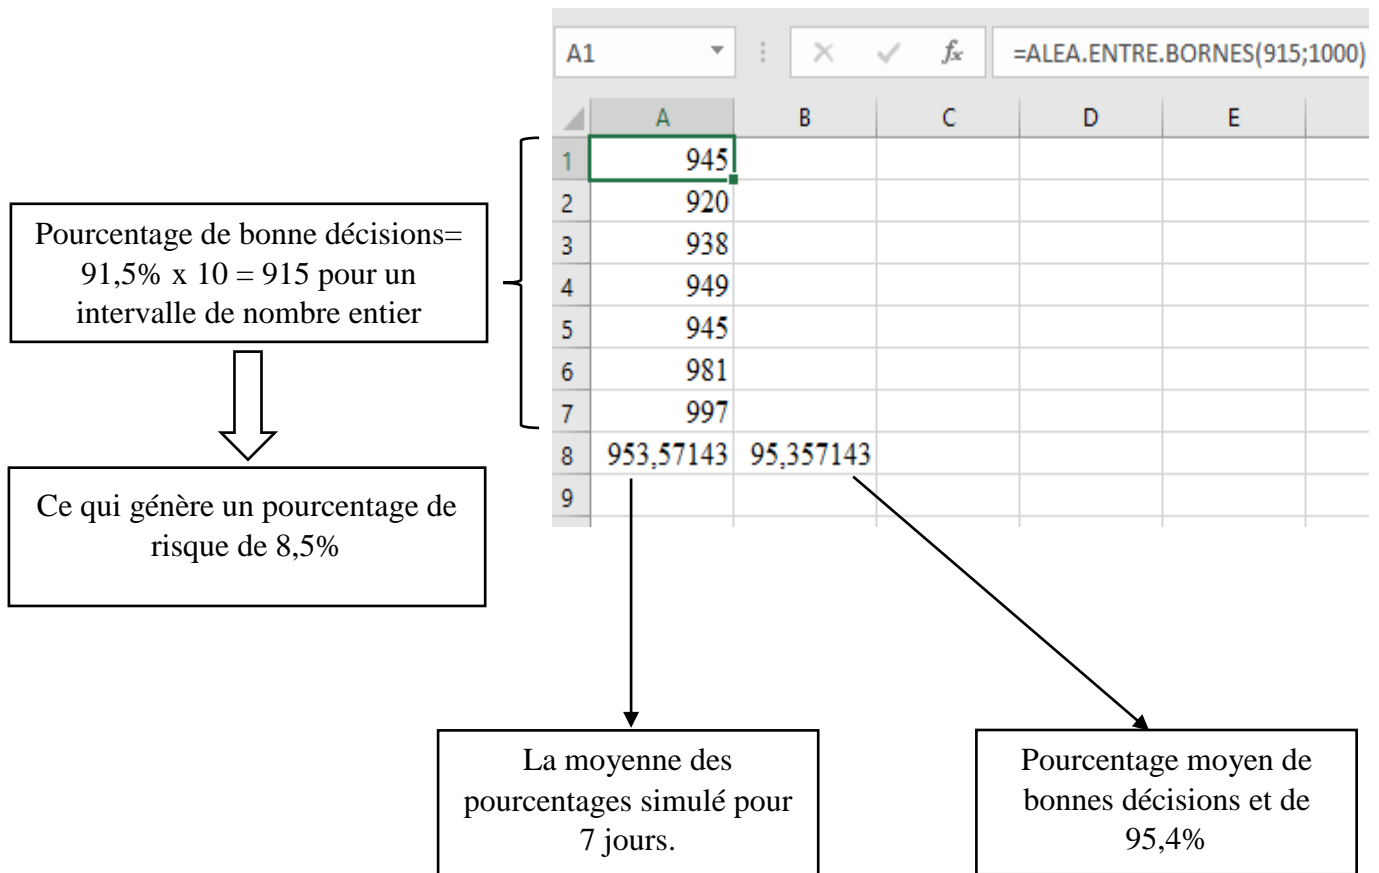 A1 fx =ALEA.ENTRE.BORNES(915;1000)
A B C D E
1 945
2 920
3 938
4 949
5 945
6 981
7 997
8 953,57143 95,357143
9
Pourcentage de bonne décisions=
91,5% x 10 = 915 pour un
intervalle de nombre entier
Ce qui génère un pourcentage de
risque de 8,5%
La moyenne des
pourcentages simulé pour
7 jours.
Pourcentage moyen de
bonnes décisions et de
95,4%